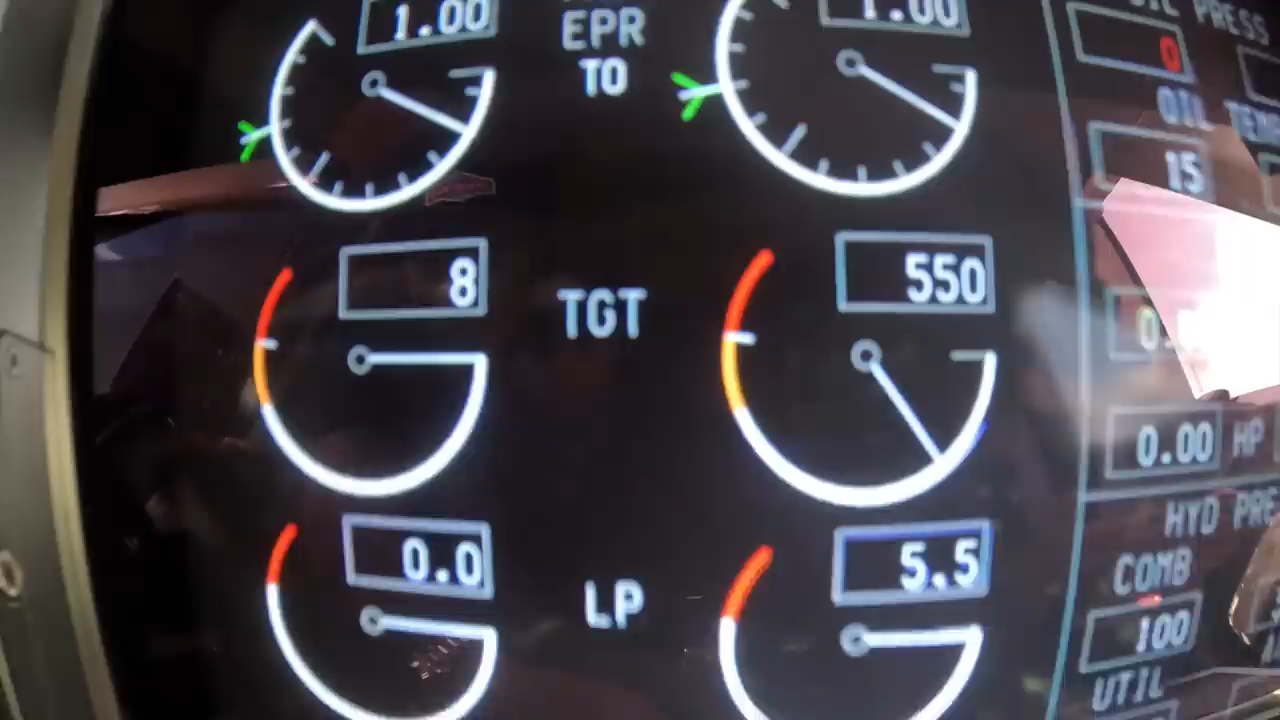 1.00 EPR 1.00
TO
PRESS
0
OIL
15
8 TGT 550
0.00 HP
0.0 LP 5.5
HYD PRE
COMB
100
UTIL